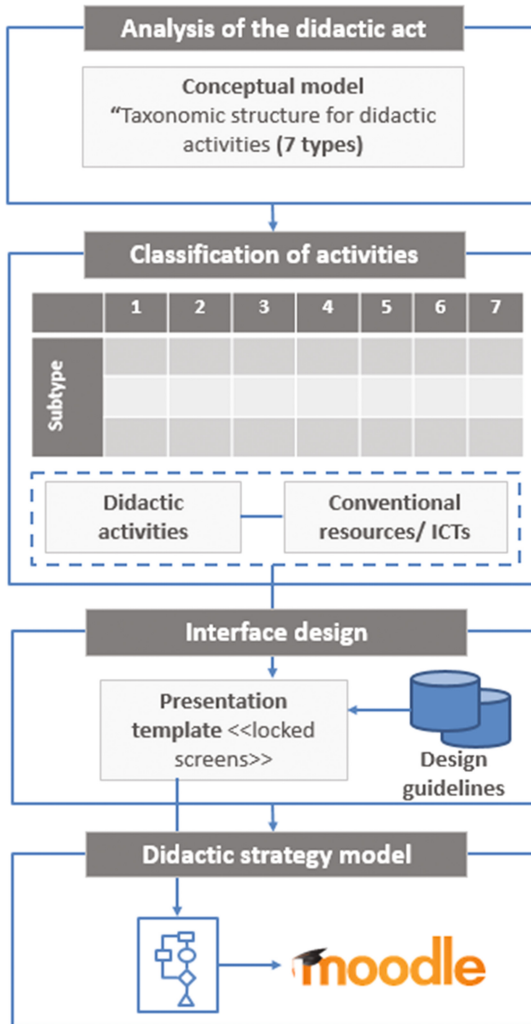 Analysis of the didactic act
Conceptual model
“Taxonomic structure for didactic
activities (7 types)
Classification of activities
1 2 3 4 5 6 7
Subtype
Didactic
activities
Conventional
resources/ ICTs
Interface design
Presentation
template <<locked
screens>>
Design
guidelines
Didactic strategy model
moodle